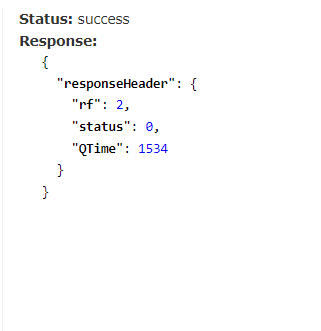 Status: success
Response:
{
"responseHeader": {
"rf": 2,
"status": 0,
"QTime": 1534
}
}